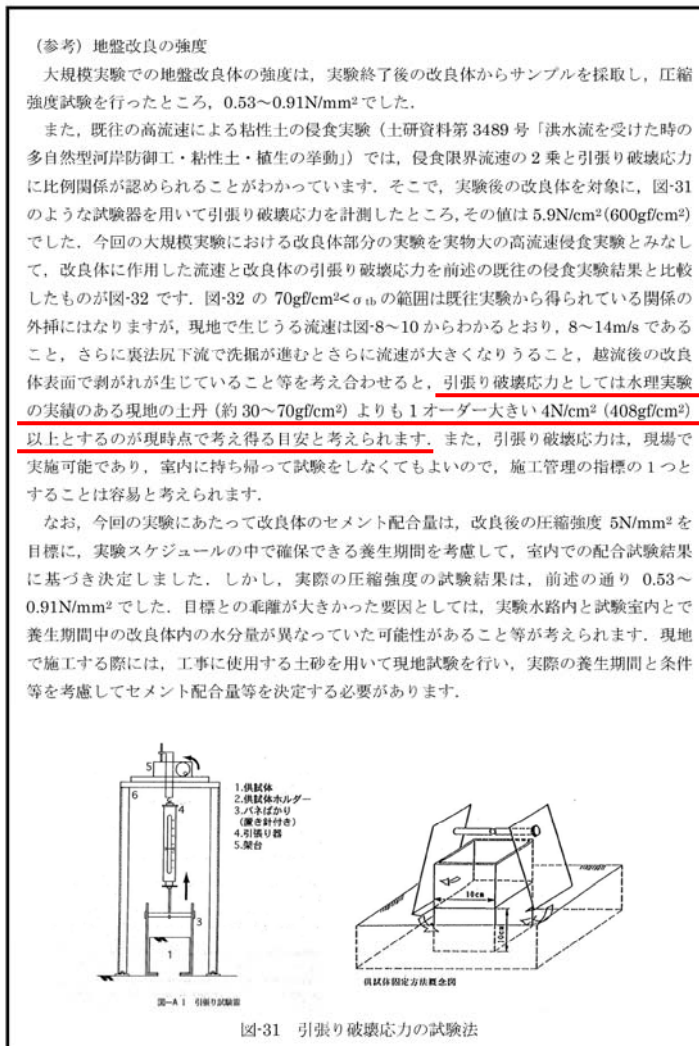 （参考）地盤改良の強度
大規模実験での地盤改良体の強度は，実験終了後の改良体からサンプルを採取し，圧縮
強度試験を行ったところ，0.53～0.91N/mm²でした．
また，既往の高流速による粘性土の侵食実験（土研資料第 3489 号「洪水流を受けた時の
多自然型河岸防御工・粘性土・植生の挙動」）では，侵食限界流速の 2 乗と引張り破壊応力
に比例関係が認められることがわかっています．そこで，実験後の改良体を対象に，図-31
のような試験器を用いて引張り破壊応力を計測したところ，その値は 5.9N/cm²(600gf/cm²)
でした．今回の大規模実験における改良体部分の実験を実物大の高流速侵食実験とみなし
て，改良体に作用した流速と改良体の引張り破壊応力を前述の既往の侵食実験結果と比較
したものが図-32 です．図-32 の 70gf/cm²<σtb の範囲は既往実験から得られている関係の
外挿にはなりますが，現地で生じうる流速は図-8～10 からわかるとおり，8～14m/s である
こと，さらに裏法尻下流で洗掘が進むとさらに流速が大きくなりうること，越流後の改良
体表面で剥がれが生じていること等を考え合わせると，引張り破壊応力としては水理実験
の実績のある現地の土丹（約 30～70gf/cm²）よりも 1 オーダー大きい 4N/cm²（408gf/cm²）
以上とするのが現時点で考え得る目安と考えられます．また，引張り破壊応力は，現場で
実施可能であり，室内に持ち帰って試験をしなくてもよいので，施工管理の指標の 1 つと
することは容易と考えられます．
なお，今回の実験にあたって改良体のセメント配合量は，改良後の圧縮強度 5N/mm² を
目標に，実験スケジュールの中で確保できる養生期間を考慮して，室内での配合試験結果
に基づき決定しました．しかし，実際の圧縮強度の試験結果は，前述の通り 0.53～
0.91N/mm² でした．目標との乖離が大きかった要因としては，実験水路内と試験室内とで
養生期間中の改良体内の水分量が異なっていた可能性があること等が考えられます．現地
で施工する際には，工事に使用する土砂を用いて現地試験を行い，実際の養生期間と条件
等を考慮してセメント配合量等を決定する必要があります．
5
6
4
3
1
1.供試体
2.供試体ホルダー
3.バネばかり
（置き針付き）
4.引張り器
5.架台
図-A1 引張り試験器
10cm
10cm
供試体固定方法概念図
図-31 引張り破壊応力の試験法